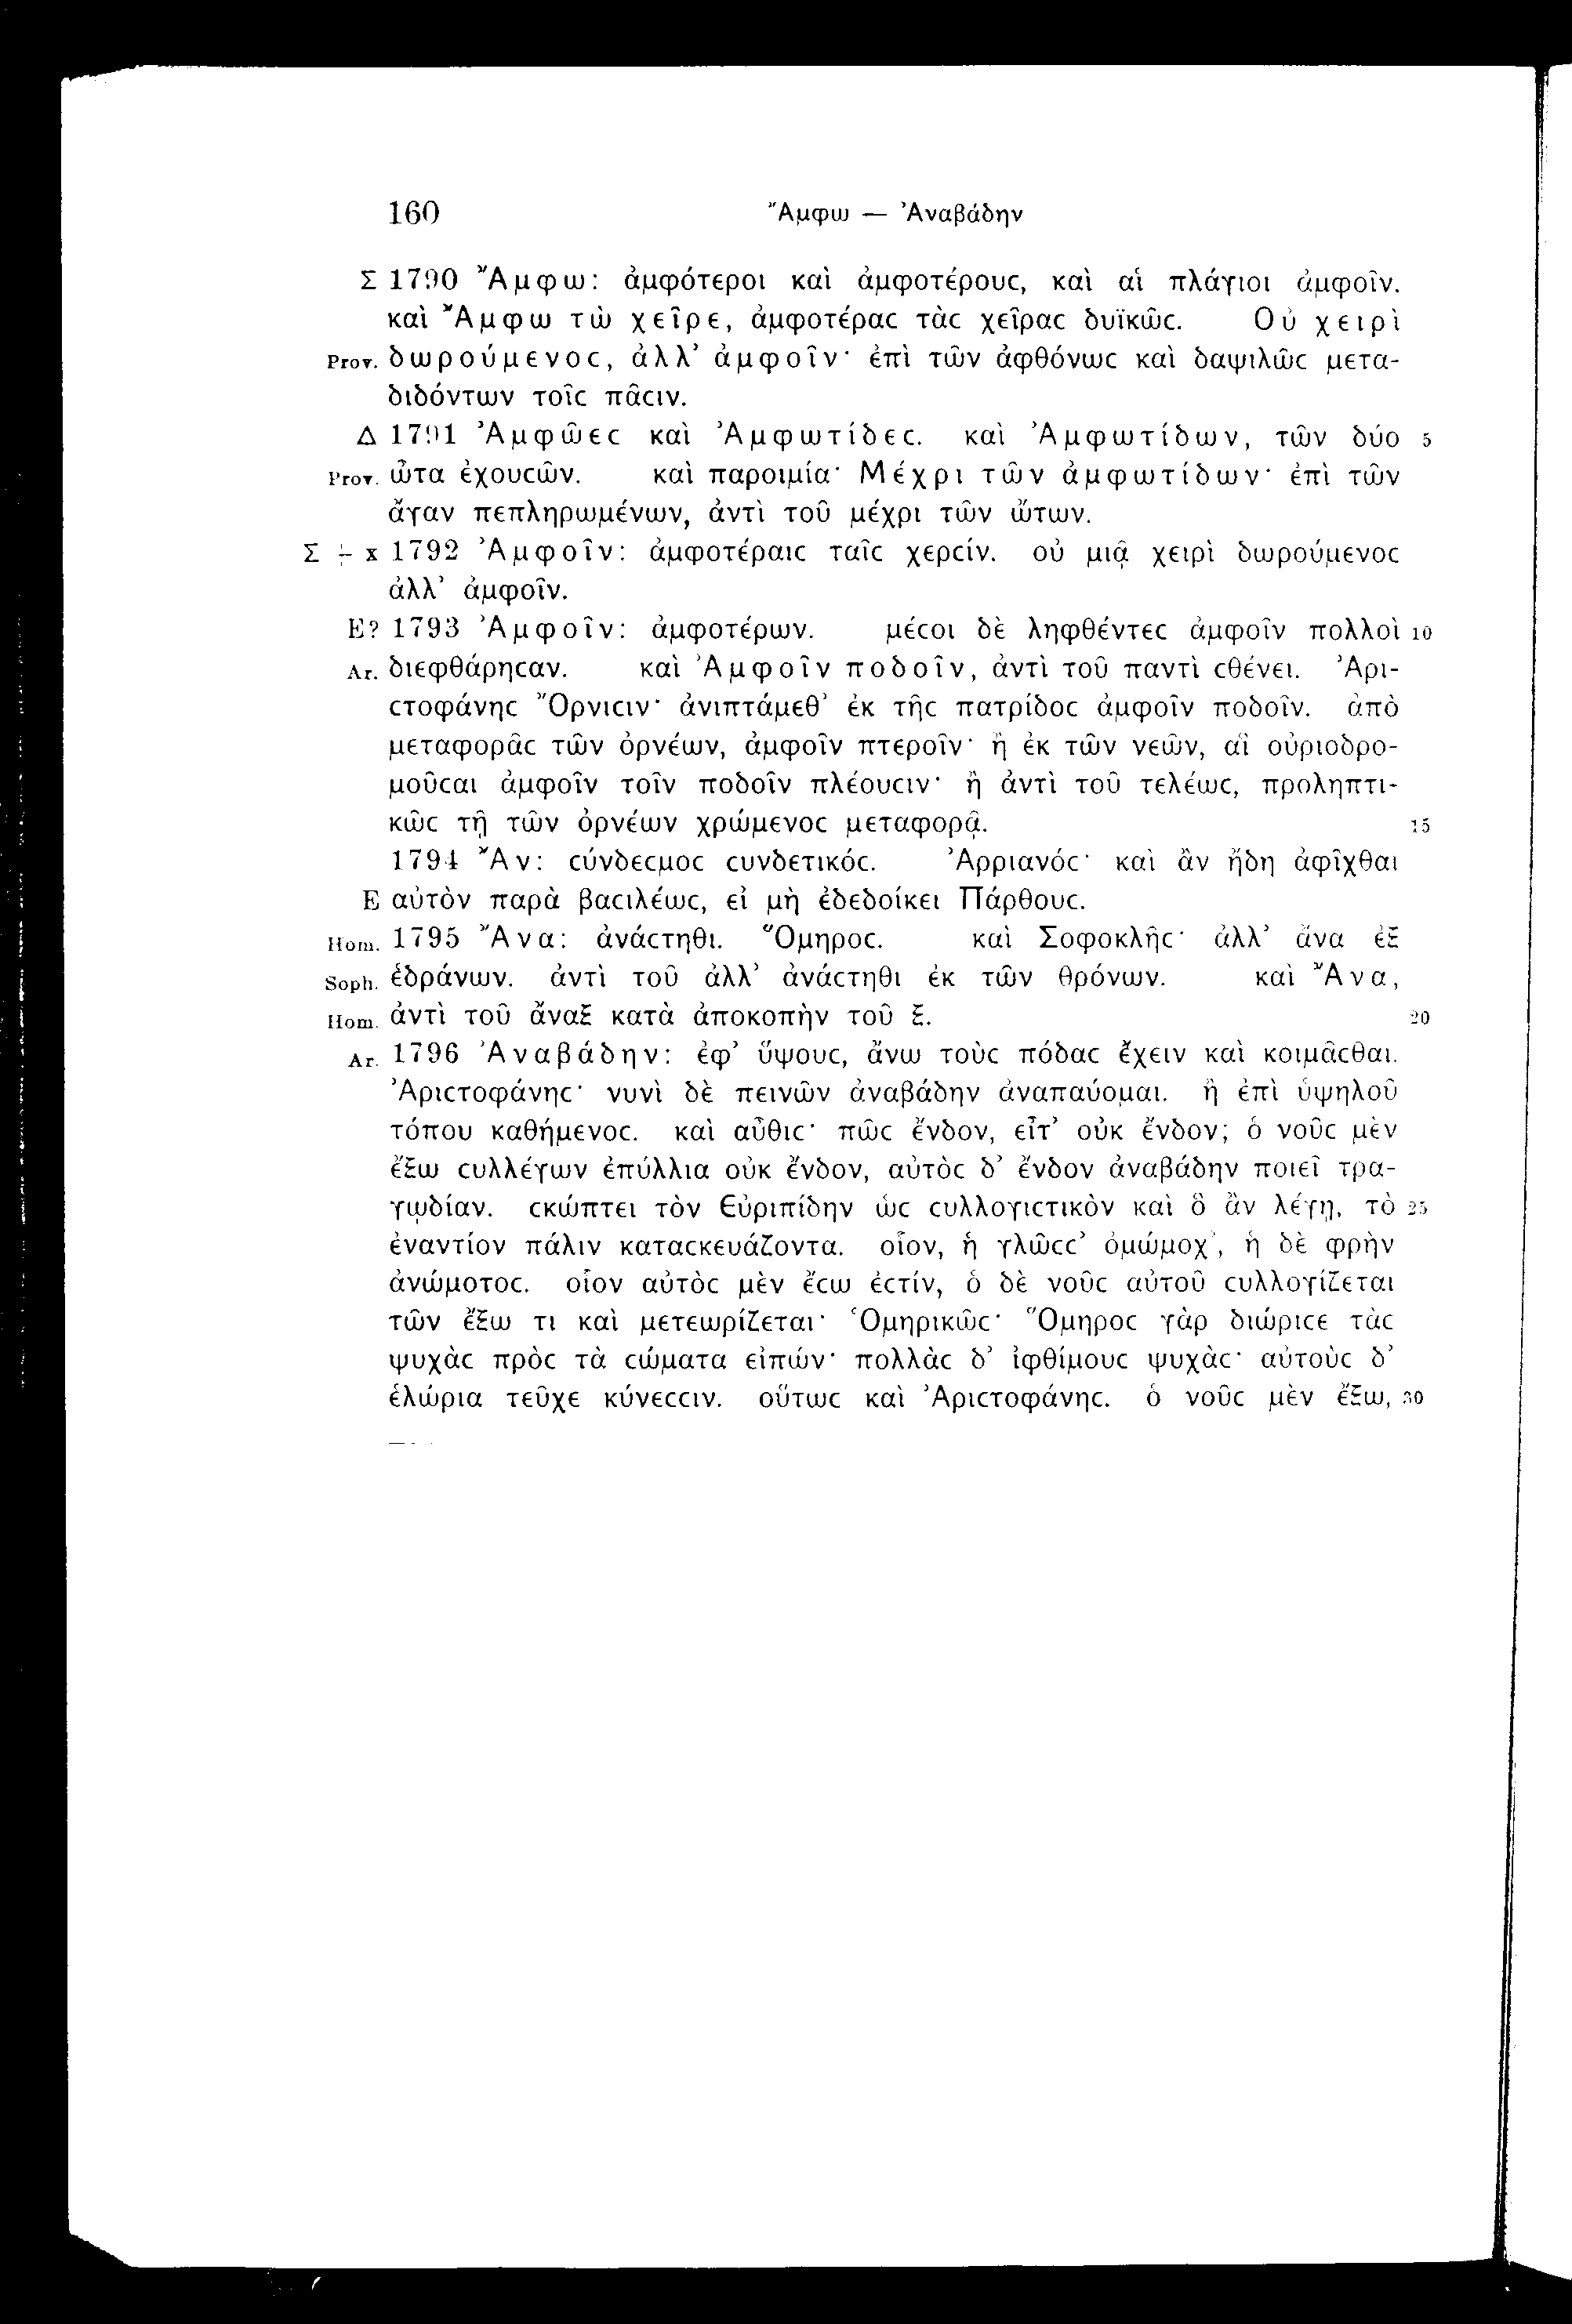 160 Ἄμφω — Ἀναβάδην
Σ 1790 Ἄμφω: ἀμφότεροι καὶ ἀμφοτέρουϲ, καὶ αἱ πλάγιοι ἀμφοῖν.
καὶ Ἄμφω τὼ χεῖρε, ἀμφοτέραϲ τὰϲ χεῖραϲ δυϊκῶϲ. Οὐ χειρὶ
Prov. δωρούμενοϲ, ἀλλ’ ἀμφοῖν· ἐπὶ τῶν ἀφθόνωϲ καὶ δαψιλῶϲ μετα-
διδόντων τοῖϲ πᾶϲιν.
Δ 1791 Ἀμφῶεϲ καὶ Ἀμφωτίδεϲ. καὶ Ἀμφωτίδων, τῶν δύο 5
Prov. ὦτα ἐχουϲῶν. καὶ παροιμία· Μέχρι τῶν ἀμφωτίδων· ἐπὶ τῶν
ἄγαν πεπληρωμένων, ἀντὶ τοῦ μέχρι τῶν ὤτων.
Σ x 1792 Ἀμφοῖν: ἀμφοτέραιϲ ταῖϲ χερϲίν. οὐ μιᾷ χειρὶ δωρούμενοϲ
ἀλλ’ ἀμφοῖν.
E? 1793 Ἀμφοῖν: ἀμφοτέρων. μέϲοι δὲ ληφθέντεϲ ἀμφοῖν πολλοὶ 10
Ar. διεφθάρηϲαν. καὶ Ἀμφοῖν ποδοῖν, ἀντὶ τοῦ παντὶ ϲθένει. Ἀρι-
ϲτοφάνηϲ Ὄρνιϲιν· ἀνιπτάμεθ’ ἐκ τῆϲ πατρίδοϲ ἀμφοῖν ποδοῖν. ἀπὸ
μεταφορᾶϲ τῶν ὀρνέων, ἀμφοῖν πτεροῖν· ἢ ἐκ τῶν νεῶν, αἳ οὐριοδρο-
μοῦϲαι ἀμφοῖν τοῖν ποδοῖν πλέουϲιν· ἢ ἀντὶ τοῦ τελέωϲ, προληπτι-
κῶϲ τῇ τῶν ὀρνέων χρώμενοϲ μεταφορᾷ. 15
1794 Ἂν: ϲύνδεϲμοϲ ϲυνδετικόϲ. Ἀρριανόϲ· καὶ ἂν ἤδη ἀφῖχθαι
E αὐτὸν παρὰ βαϲιλέωϲ, εἰ μὴ ἐδεδοίκει Πάρθουϲ.
Hom. 1795 Ἄνα: ἀνάϲτηθι. Ὅμηροϲ. καὶ Σοφοκλῆϲ· ἀλλ’ ἄνα ἐξ
Soph. ἑδράνων. ἀντὶ τοῦ ἀλλ’ ἀνάϲτηθι ἐκ τῶν θρόνων. καὶ Ἄνα,
Hom. ἀντὶ τοῦ ἄναξ κατὰ ἀποκοπὴν τοῦ ξ. 20
Ar. 1796 Ἀναβάδην: ἐφ’ ὕψουϲ, ἄνω τοὺϲ πόδαϲ ἔχειν καὶ κοιμᾶϲθαι.
Ἀριϲτοφάνηϲ· νυνὶ δὲ πεινῶν ἀναβάδην ἀναπαύομαι. ἢ ἐπὶ ὑψηλοῦ
τόπου καθήμενοϲ. καὶ αὖθιϲ· πῶϲ ἔνδον, εἶτ’ οὐκ ἔνδον; ὁ νοῦϲ μὲν
ἔξω ϲυλλέγων ἐπύλλια οὐκ ἔνδον, αὐτὸϲ δ’ ἔνδον ἀναβάδην ποιεῖ τρα-
γῳδίαν. ϲκώπτει τὸν Εὐριπίδην ὡϲ ϲυλλογιϲτικὸν καὶ ὃ ἂν λέγῃ, τὸ 25
ἐναντίον πάλιν καταϲκευάζοντα. οἷον, ἡ γλῶϲϲ’ ὀμώμοχ’, ἡ δὲ φρὴν
ἀνώμοτοϲ. οἷον αὐτὸϲ μὲν ἔϲω ἐϲτίν, ὁ δὲ νοῦϲ αὐτοῦ ϲυλλογίζεται
τῶν ἔξω τι καὶ μετεωρίζεται· Ὁμηρικῶϲ· Ὅμηροϲ γὰρ διώριϲε τὰϲ
ψυχὰϲ πρὸϲ τὰ ϲώματα εἰπών· πολλὰϲ δ’ ἰφθίμουϲ ψυχὰϲ· αὐτοὺϲ δ’
ἑλώρια τεῦχε κύνεϲϲιν. οὕτωϲ καὶ Ἀριϲτοφάνηϲ. ὁ νοῦϲ μὲν ἔξω, 30